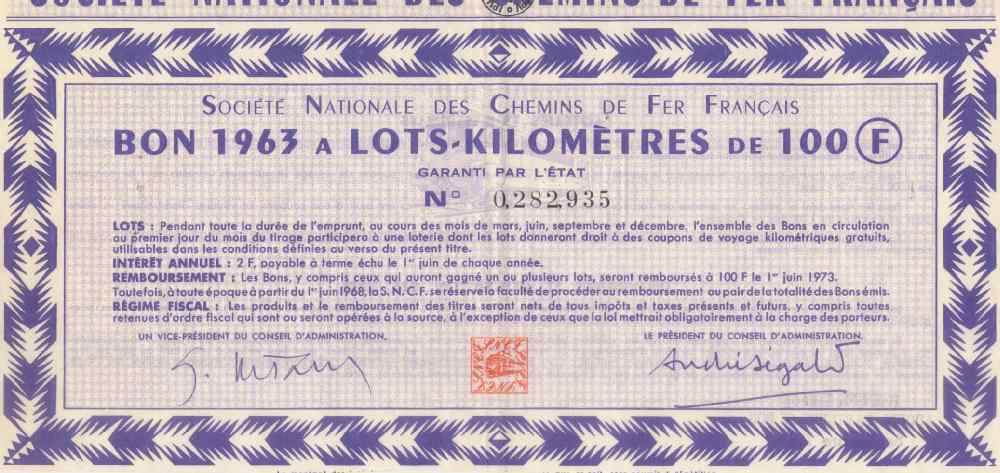 SOCIÉTÉ NATIONALE DES CHEMINS DE FER FRANÇAIS
SOCIÉTÉ NATIONALE DES CHEMINS DE FER FRANÇAIS
BON 1963 A LOTS-KILOMÈTRES DE 100 F
GARANTI PAR L'ÉTAT
N° 0,282,935
LOTS : Pendant toute la durée de l'emprunt, au cours des mois de mars, juin, septembre et décembre, l'ensemble des Bons en circulation
au premier jour du mois du tirage participera à une loterie dont les lots donneront droit à des coupons de voyage kilométriques gratuits,
utilisables dans les conditions définies au verso du présent titre.
INTÉRÊT ANNUEL : 2 F, payable à terme échu le 1er juin de chaque année.
REMBOURSEMENT : Les Bons, y compris ceux qui auront gagné un ou plusieurs lots, seront remboursés à 100 F le 1er juin 1973.
Toutefois, à toute époque à partir du 1er juin 1968, la S.N.C.F. se réserve la faculté de procéder au remboursement au pair de la totalité des Bons émis.
RÉGIME FISCAL : Les produits et le remboursement des titres seront nets de tous impôts et taxes présents et futurs, y compris toutes
retenues d'ordre fiscal qui sont ou seront opérées à la source, à l'exception de ceux que la loi mettrait obligatoirement à la charge des porteurs.
UN VICE-PRÉSIDENT DU CONSEIL D'ADMINISTRATION,
LE PRÉSIDENT DU CONSEIL D'ADMINISTRATION,